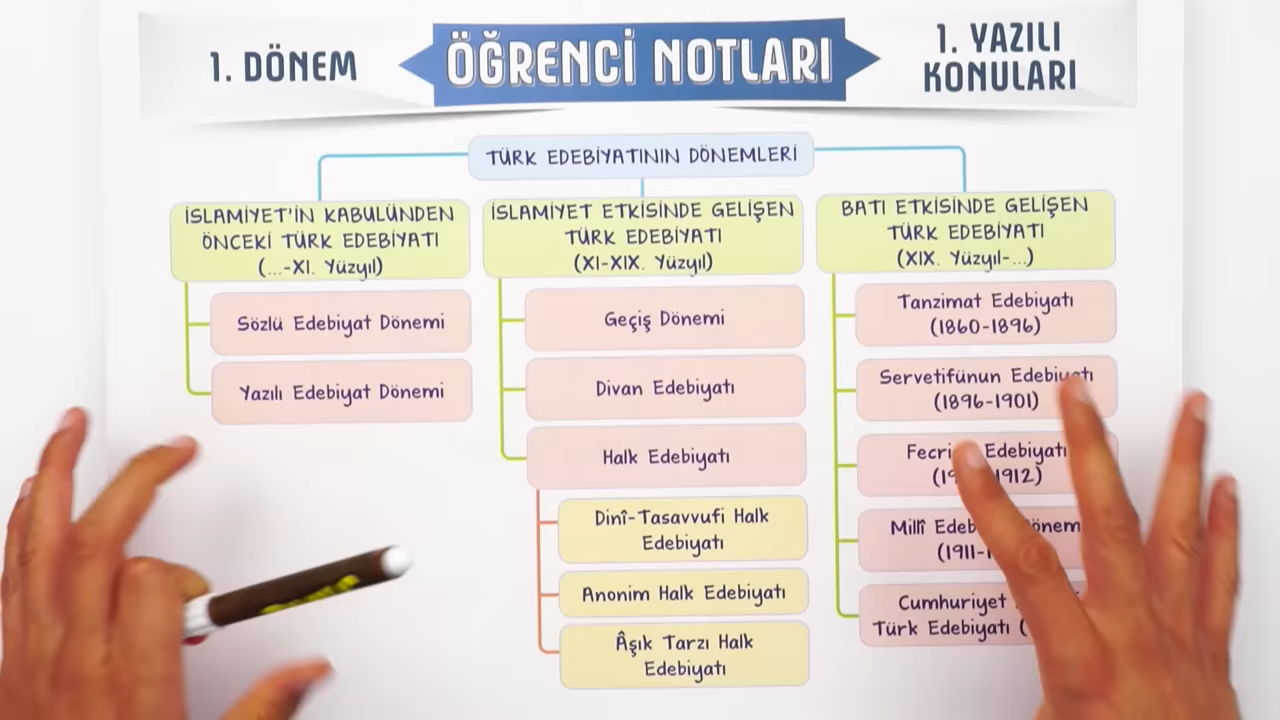 1. DÖNEM
ÖĞRENCİ NOTLARI
1. YAZILI
KONULARI
TÜRK EDEBİYATININ DÖNEMLERİ
İSLAMİYET'İN KABULÜNDEN
ÖNCEKİ TÜRK EDEBİYATI
(...-XI. Yüzyıl)
Sözlü Edebiyat Dönemi
Yazılı Edebiyat Dönemi
İSLAMİYET ETKİSİNDE GELİŞEN
TÜRK EDEBİYATI
(XI-XIX. Yüzyıl)
Geçiş Dönemi
Divan Edebiyatı
Halk Edebiyatı
Dinî-Tasavvufi Halk
Edebiyatı
Anonim Halk Edebiyatı
Âşık Tarzı Halk
Edebiyatı
BATI ETKİSİNDE GELİŞEN
TÜRK EDEBİYATI
(XIX. Yüzyıl-...)
Tanzimat Edebiyatı
(1860-1896)
Servetifünun Edebiyatı
(1896-1901)
Edebiyatı
Millî
Cumhuriyet
Türk Edebiyatı